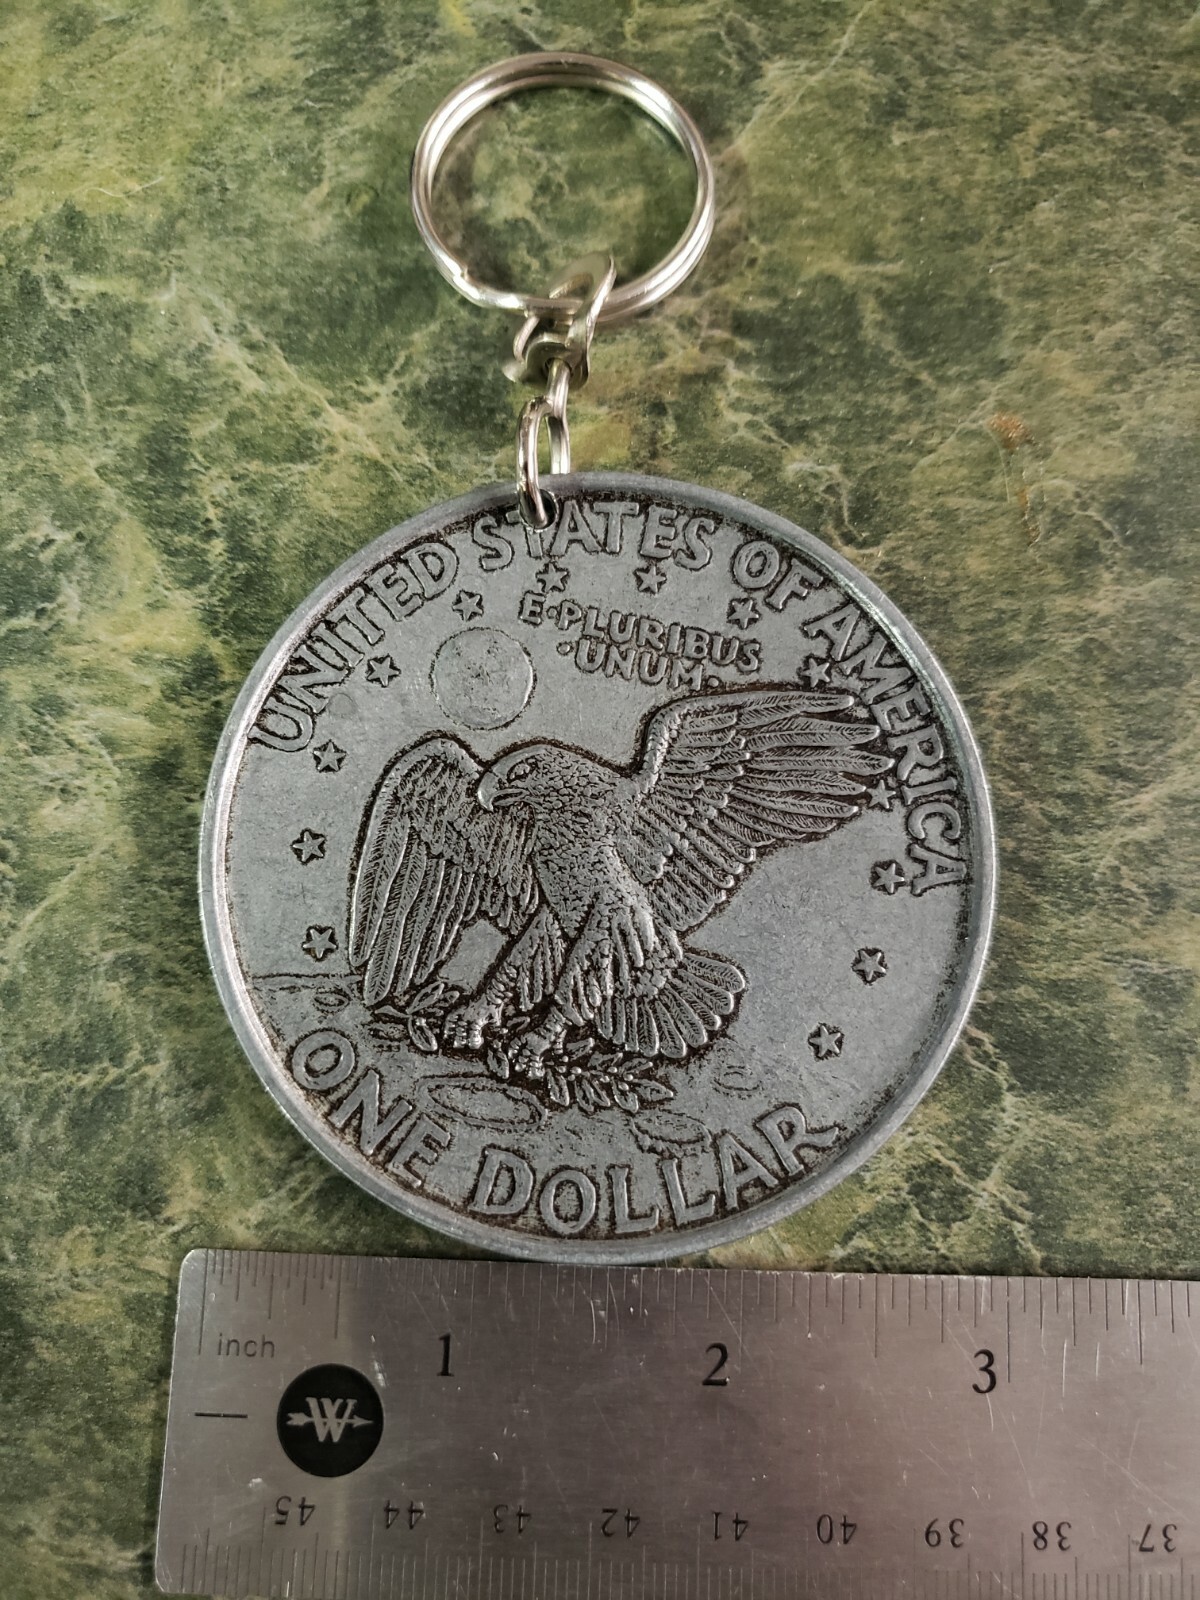 UNITED STATES OF AMERICA
E·PLURIBUS
·UNUM·
ONE DOLLAR
inch
1 2 3
W
45 44 43 42 41 40 39 38 37